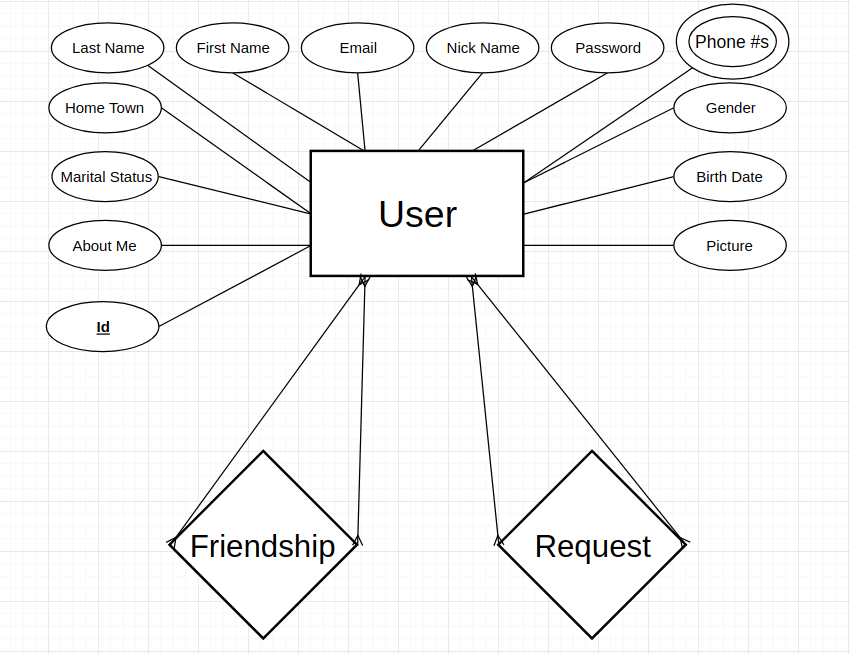 Last Name
First Name
Email
Nick Name
Password
Phone #s
Home Town
Gender
Marital Status
Birth Date
User
About Me
Picture
Id
Friendship
Request